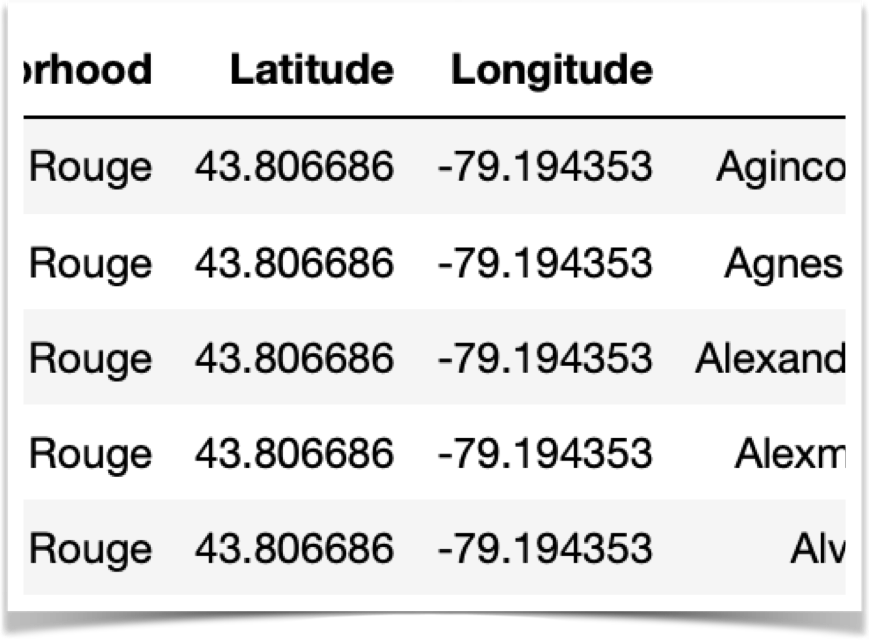 orhood Latitude Longitude
Rouge 43.806686 -79.194353 Aginco
Rouge 43.806686 -79.194353 Agnes
Rouge 43.806686 -79.194353 Alexand
Rouge 43.806686 -79.194353 Alexm
Rouge 43.806686 -79.194353 Alv